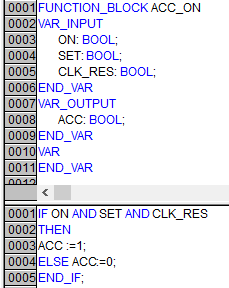 0001 FUNCTION_BLOCK ACC_ON
0002 VAR_INPUT
0003 ON: BOOL;
0004 SET: BOOL;
0005 CLK_RES: BOOL;
0006 END_VAR
0007 VAR_OUTPUT
0008 ACC: BOOL;
0009 END_VAR
0010 VAR
0011 END_VAR
0001 IF ON AND SET AND CLK_RES
0002 THEN
0003 ACC :=1;
0004 ELSE ACC:=0;
0005 END_IF;